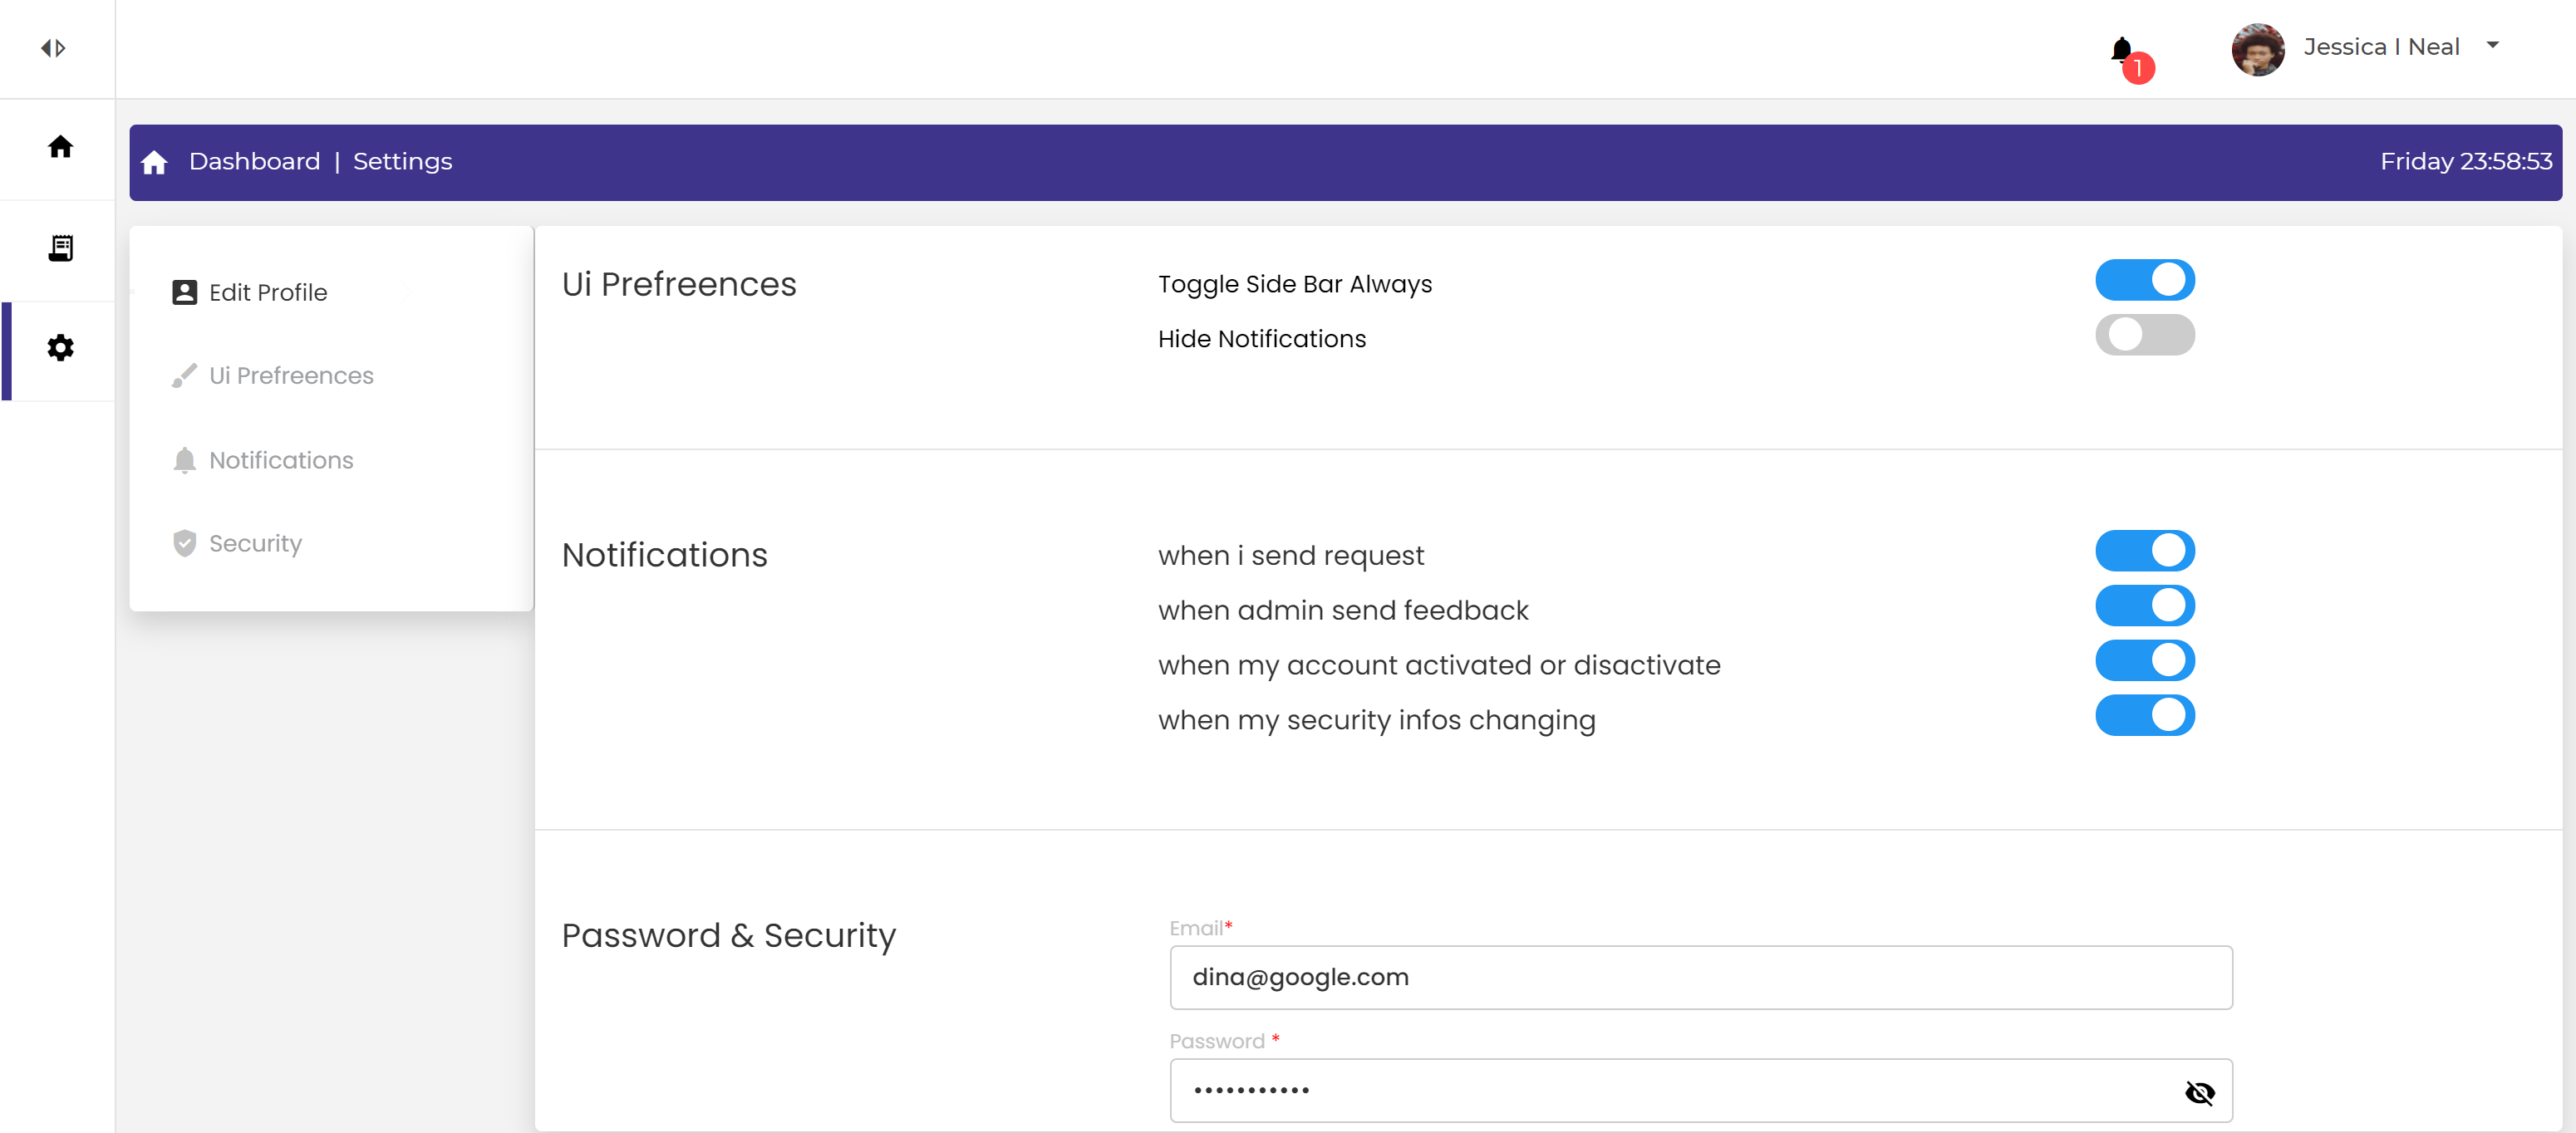 1
Jessica I Neal
Dashboard | Settings
Friday 23:58:53
Edit Profile
Ui Prefreences
Notifications
Security
Ui Prefreences
Toggle Side Bar Always
Hide Notifications
Notifications
when i send request
when admin send feedback
when my account activated or disactivate
when my security infos changing
Password & Security
Email*
dina@google.com
Password *
•••••••••••